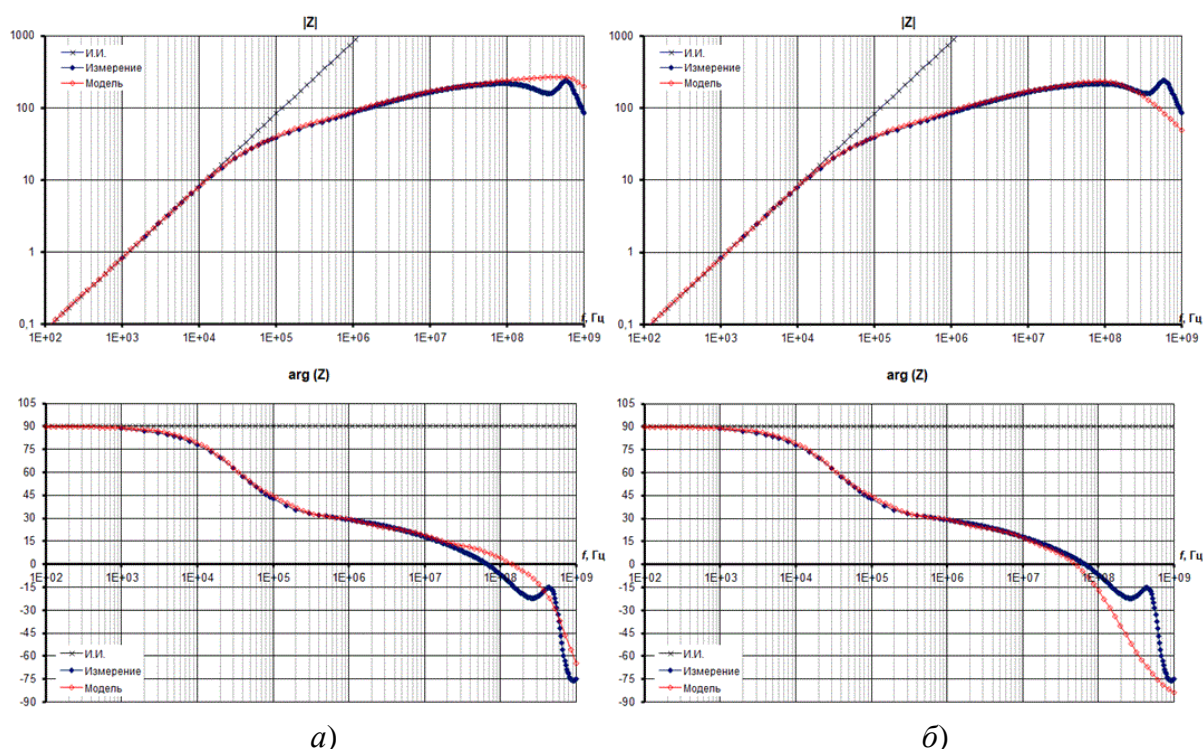 |Z|
1000
И.И.
Измерение
Модель
100
10
1
0,1
1E+02 1E+03 1E+04 1E+05 1E+06 1E+07 1E+08 1E+09
f, Гц
|Z|
1000
И.И.
Измерение
Модель
100
10
1
0,1
1E+02 1E+03 1E+04 1E+05 1E+06 1E+07 1E+08 1E+09
f, Гц
arg (Z)
105
90
75
60
45
30
15
0
-15
-30
-45
-60
-75
-90
f, Гц
1E+02 1E+03 1E+04 1E+05 1E+06 1E+07 1E+08 1E+09
И.И.
Измерение
Модель
arg (Z)
105
90
75
60
45
30
15
0
-15
-30
-45
-60
-75
-90
f, Гц
1E+02 1E+03 1E+04 1E+05 1E+06 1E+07 1E+08 1E+09
И.И.
Измерение
Модель
а) б)